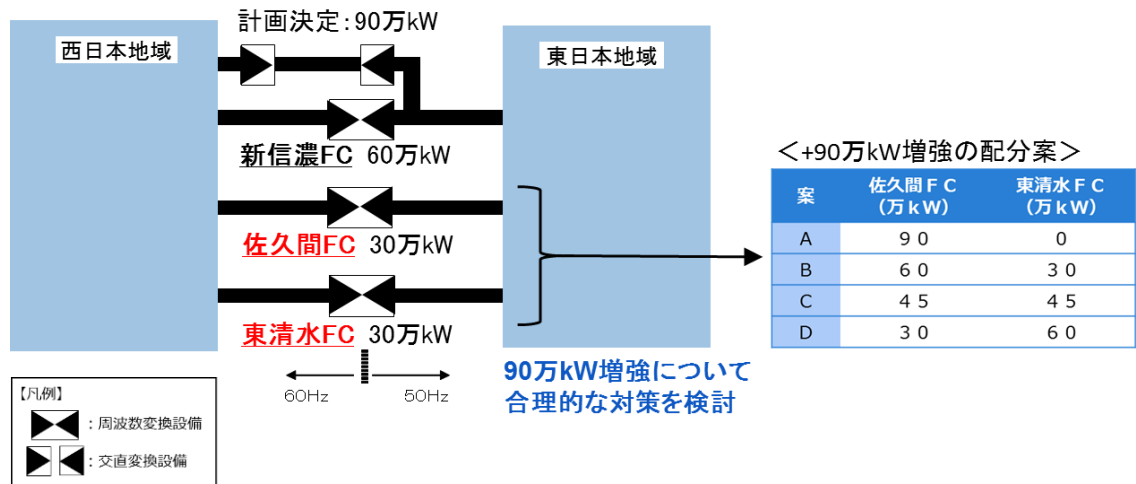 計画決定：90万kW
西日本地域
東日本地域
新信濃FC 60万kW
佐久間FC 30万kW
東清水FC 30万kW
60Hz
50Hz
90万kW増強について
合理的な対策を検討
＜+90万kW増強の配分案＞
案 佐久間ＦＣ（万ｋＷ） 東清水ＦＣ（万ｋＷ）
A ９０ ０
B ６０ ３０
C ４５ ４５
D ３０ ６０
【凡例】
：周波数変換設備
：交直変換設備